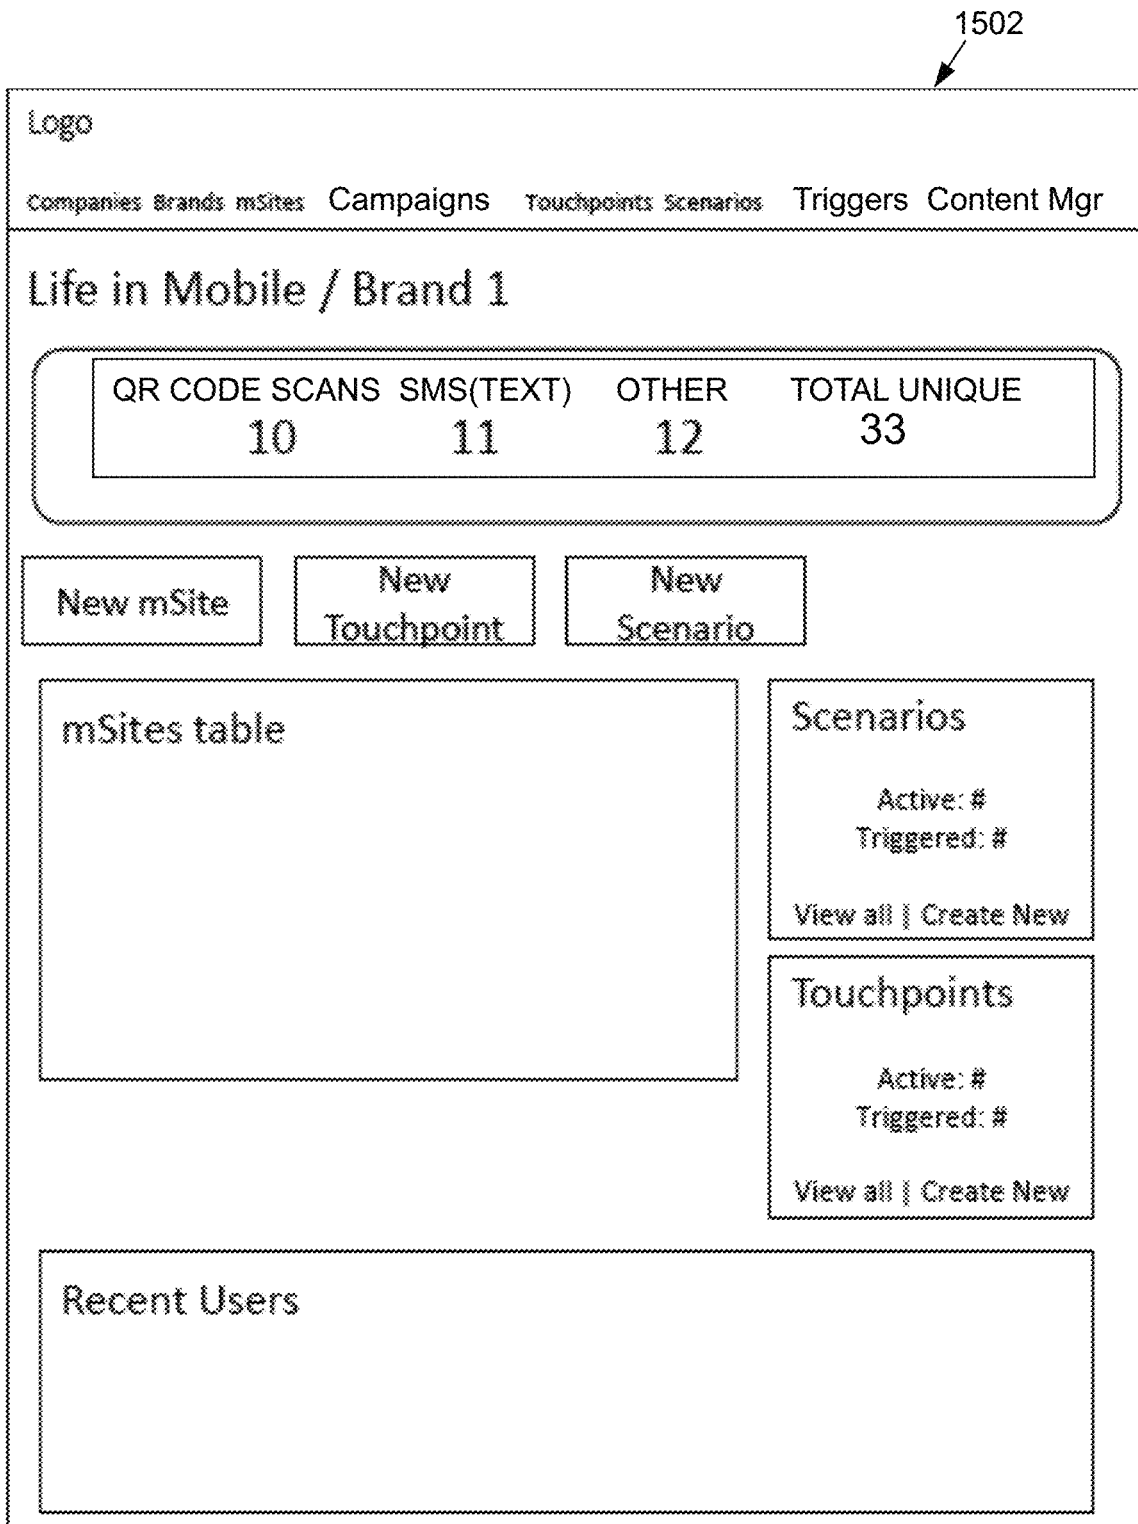 1502
Logo
Companies Brands mSites Campaigns Touchpoints Scenarios Triggers Content Mgr
Life in Mobile / Brand 1
QR CODE SCANS SMS(TEXT) OTHER TOTAL UNIQUE
10 11 12 33
New mSite
New
Touchpoint
New
Scenario
mSites table
Scenarios
Active: #
Triggered: #
View all | Create New
Touchpoints
Active: #
Triggered: #
View all | Create New
Recent Users